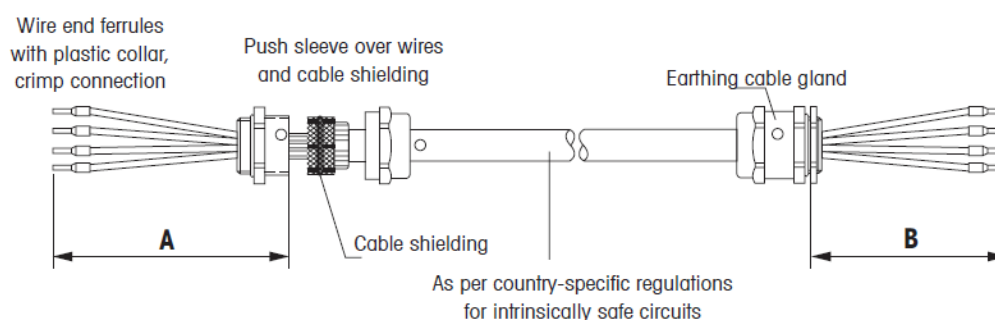 Wire end ferrules
with plastic collar,
crimp connection
Push sleeve over wires
and cable shielding
Earthing cable gland
A
Cable shielding
B
As per country-specific regulations
for intrinsically safe circuits